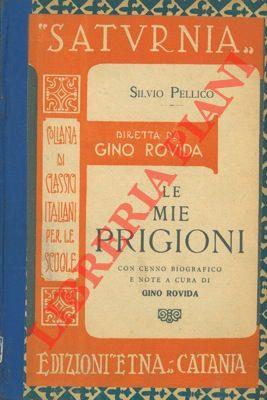 "SATVRNIA„
SILVIO PELLICO
DIRETTA DA
GINO ROVIDA
COLLANA
DI
CLASSICI
ITALIANI
PER LE
SCUOLE
LE
MIE
PRIGIONI
CON CENNO BIOGRAFICO
E NOTE A CURA DI
GINO ROVIDA
EDIZIONI "ETNA„ CATANIA
LIBRERIA PIANI